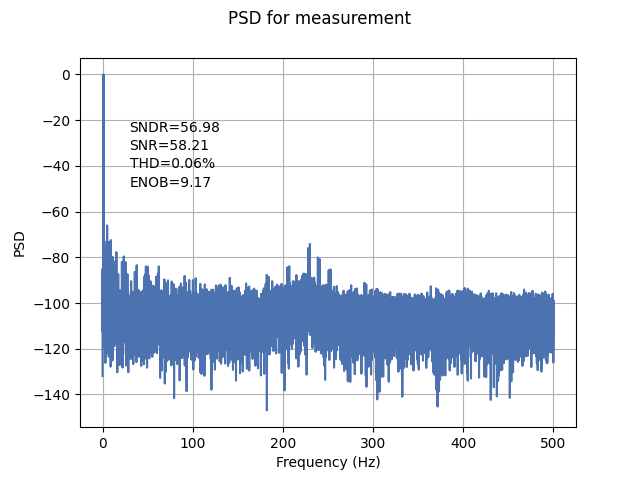 PSD for measurement
0
−20
−40
−60
−80
−100
−120
−140
PSD
SNDR=56.98
SNR=58.21
THD=0.06%
ENOB=9.17
0 100 200 300 400 500
Frequency (Hz)